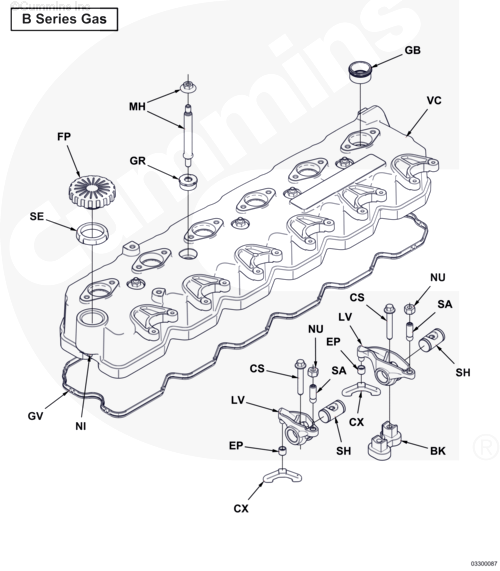 ©Cummins Inc
B Series Gas
cummins
GB
MH
VC
FP
GR
SE
NU
CS
SA
LV
NU
EP
CS
SA
SH
LV
GV
CX
NI
EP
SH
BK
CX
®
03300087